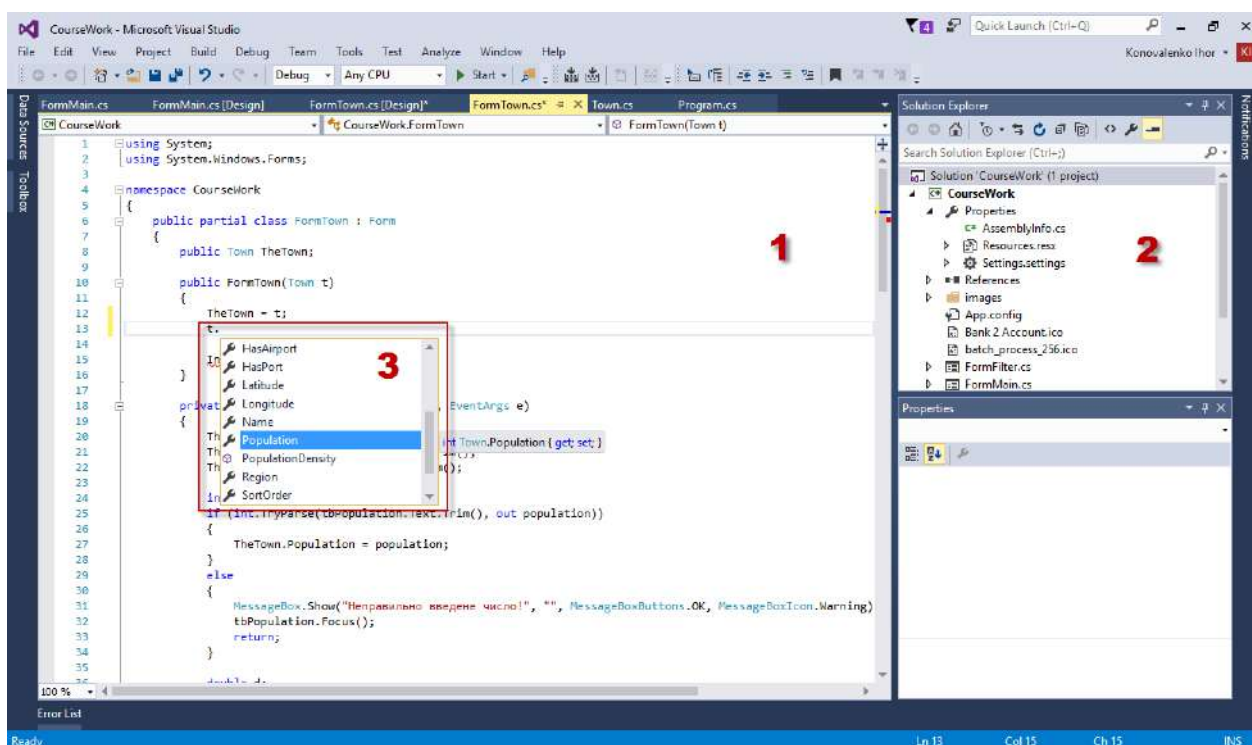 CourseWork - Microsoft Visual Studio
4
Quick Launch (Ctrl+Q)
File Edit View Project Build Debug Team Tools Test Analyze Window Help
Konovalenko Ihor
KI
Debug Any CPU Start
Data Sources
Toolbox
FormMain.cs FormMain.cs [Design] FormTown.cs [Design]* FormTown.cs* Town.cs Program.cs
CourseWork CourseWork.FormTown FormTown(Town t)
1 using System;
2 using System.Windows.Forms;
3
4 namespace CourseWork
5 {
6 public partial class FormTown : Form
7 {
8 public Town TheTown;
9
10 public FormTown(Town t)
11 {
12 TheTown = t;
13 t.
14
15 In
16 }
17
18 privat , EventArgs e)
19 {
20 Th
21 Th
22 Th m();
23
24 in
25 if (int.TryParse(tbPopulation.Text.Trim(), out population))
26 {
27 TheTown.Population = population;
28 }
29 else
30 {
31 MessageBox.Show("Неправильно введене число!", "", MessageBoxButtons.OK, MessageBoxIcon.Warning)
32 tbPopulation.Focus();
33 return;
34 }
35
HasAirport
HasPort
Latitude
Longitude
Name
Population
PopulationDensity
Region
SortOrder
int Town.Population { get; set; }
1
3
100 %
Solution Explorer
Search Solution Explorer (Ctrl+;)
Solution 'CourseWork' (1 project)
CourseWork
Properties
AssemblyInfo.cs
Resources.resx
Settings.settings
References
images
App.config
Bank 2 Account.ico
batch_process_256.ico
FormFilter.cs
FormMain.cs
2
Properties
Notifications
Error List
Ready Ln 13 Col 15 Ch 15 INS